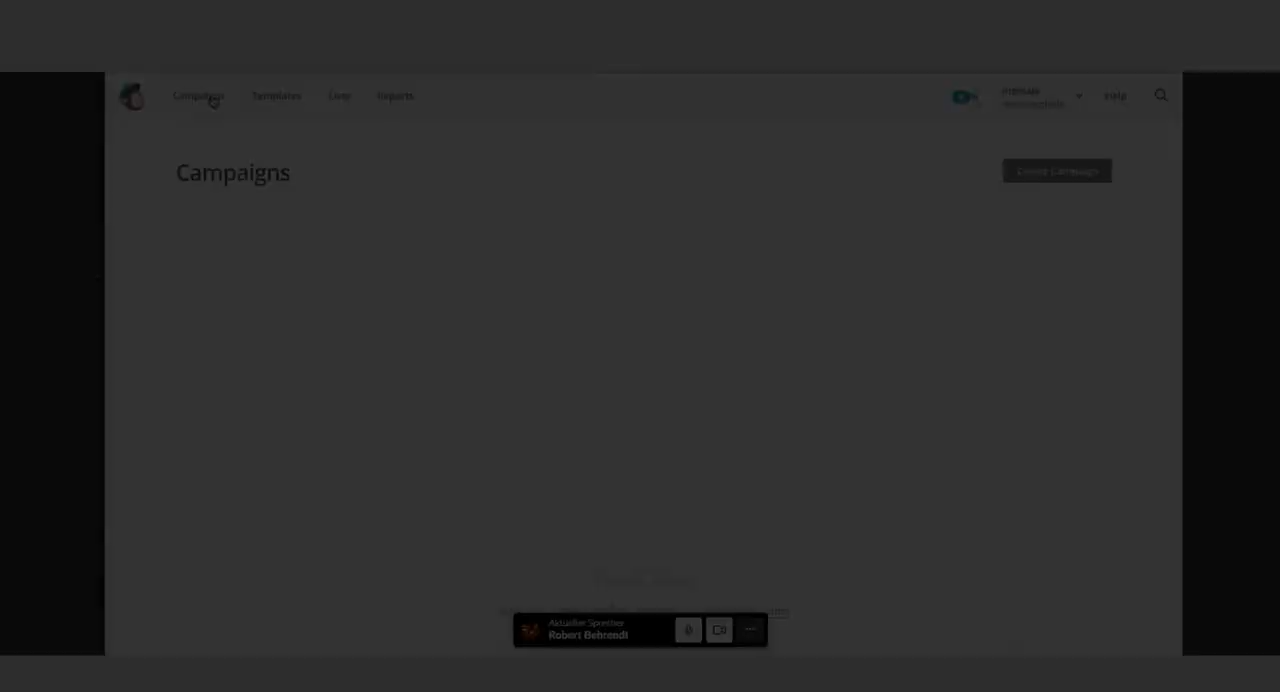 Campaigns Templates Lists Reports
Help
Campaigns
Create Campaign
Aktueller Sprecher
Robert Behrendt